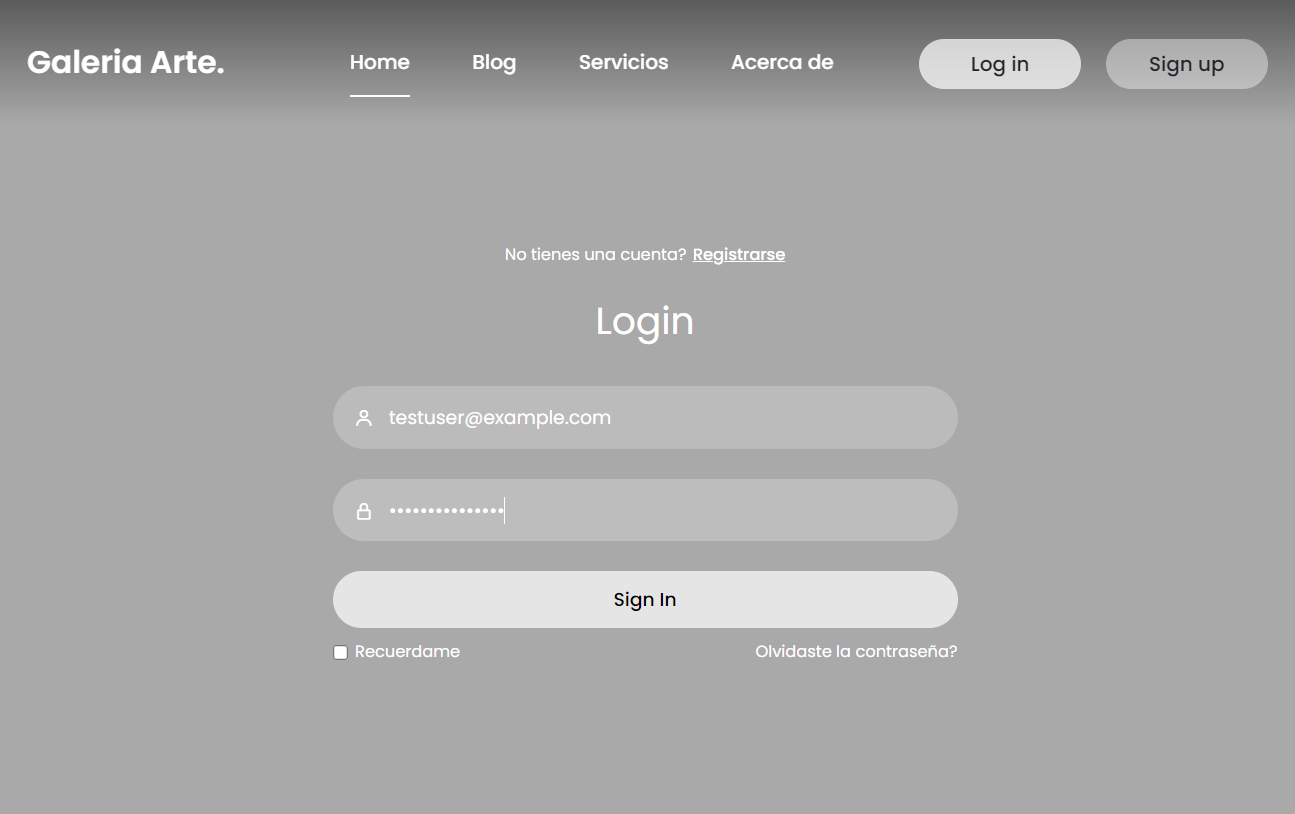 Galeria Arte.
Home Blog Servicios Acerca de
Log in Sign up
No tienes una cuenta? Registrarse
Login
testuser@example.com
•••••••••••••••
Sign In
Recuerdame Olvidaste la contraseña?